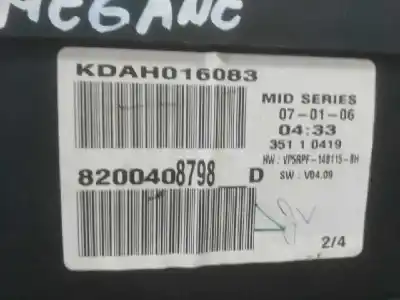 MEGANE
KDAH016083
MID SERIES
07-01-06
04:33
351 1 0419
HW : VP5RPF-14B115-BH
8200408798 D
SW : V04.09
2/4